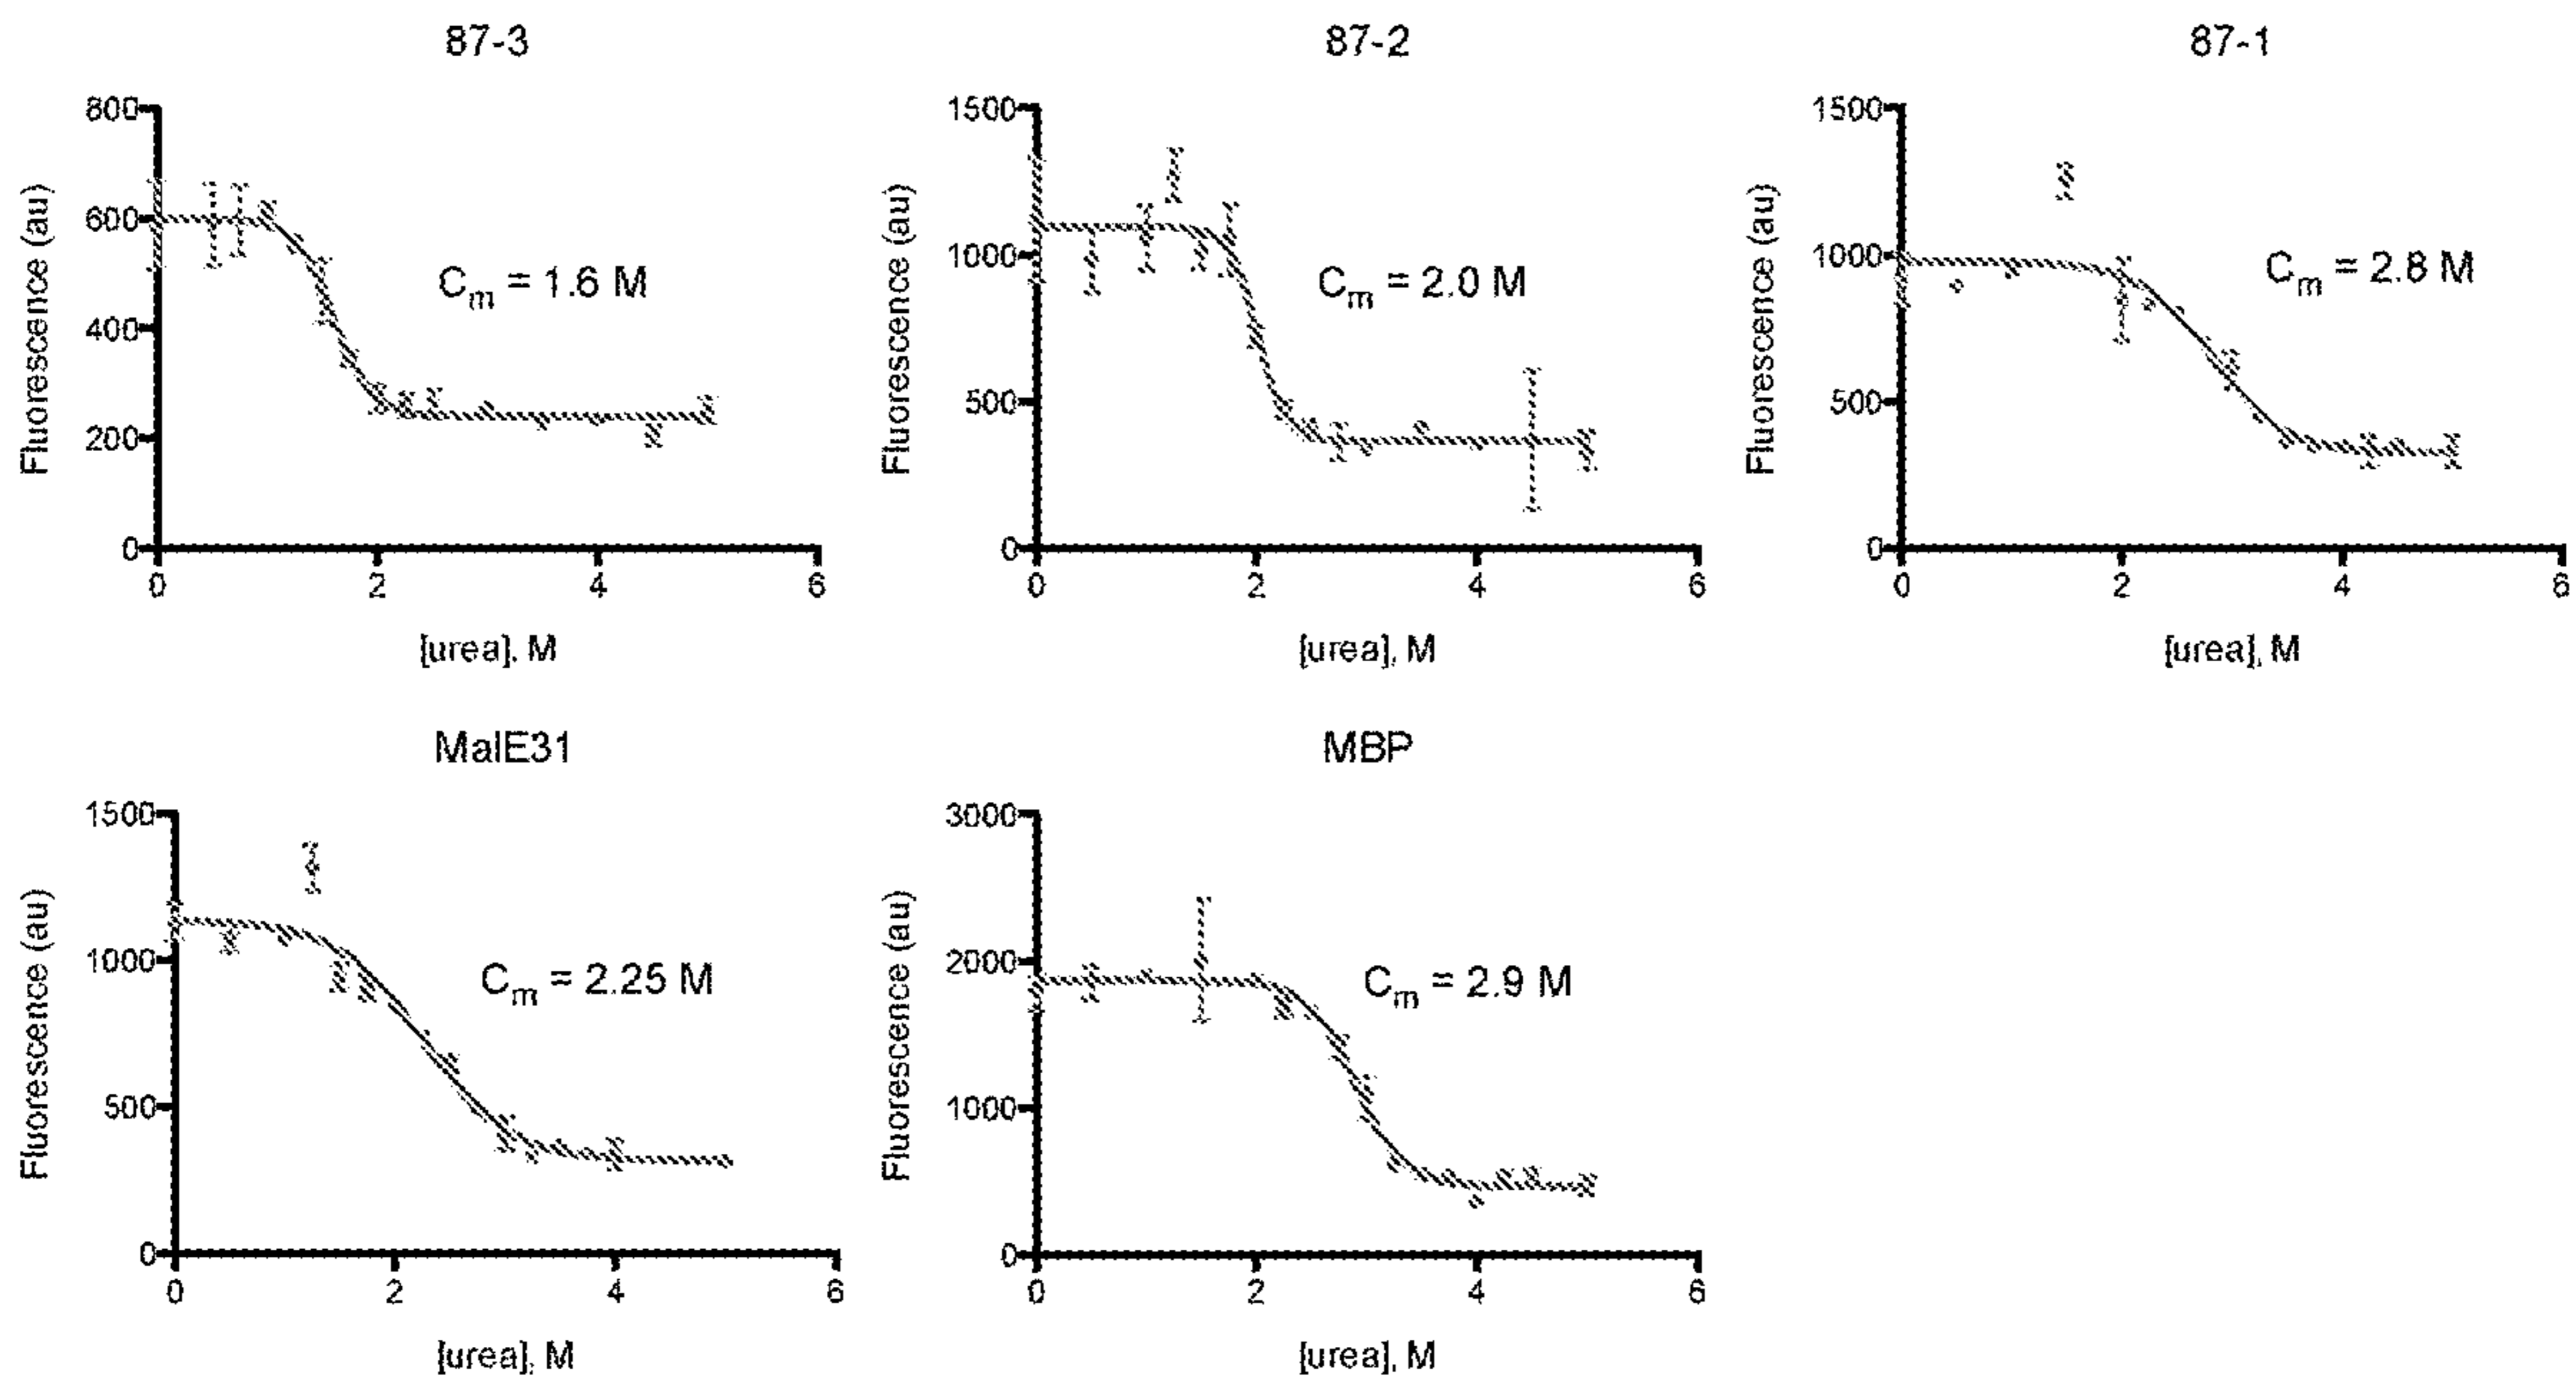 87-3
87-2
87-1
800
600
400
200
0
Fluorescence (au)
Cm = 1.6 M
0 2 4 6
[urea], M
1500
1000
500
0
Fluorescence (au)
Cm = 2.0 M
0 2 4 6
[urea], M
1500
1000
500
0
Fluorescence (au)
Cm = 2.8 M
0 2 4 6
[urea], M
MalE31
MBP
1500
1000
500
0
Fluorescence (au)
Cm = 2.25 M
0 2 4 6
[urea], M
3000
2000
1000
0
Fluorescence (au)
Cm = 2.9 M
0 2 4 6
[urea], M